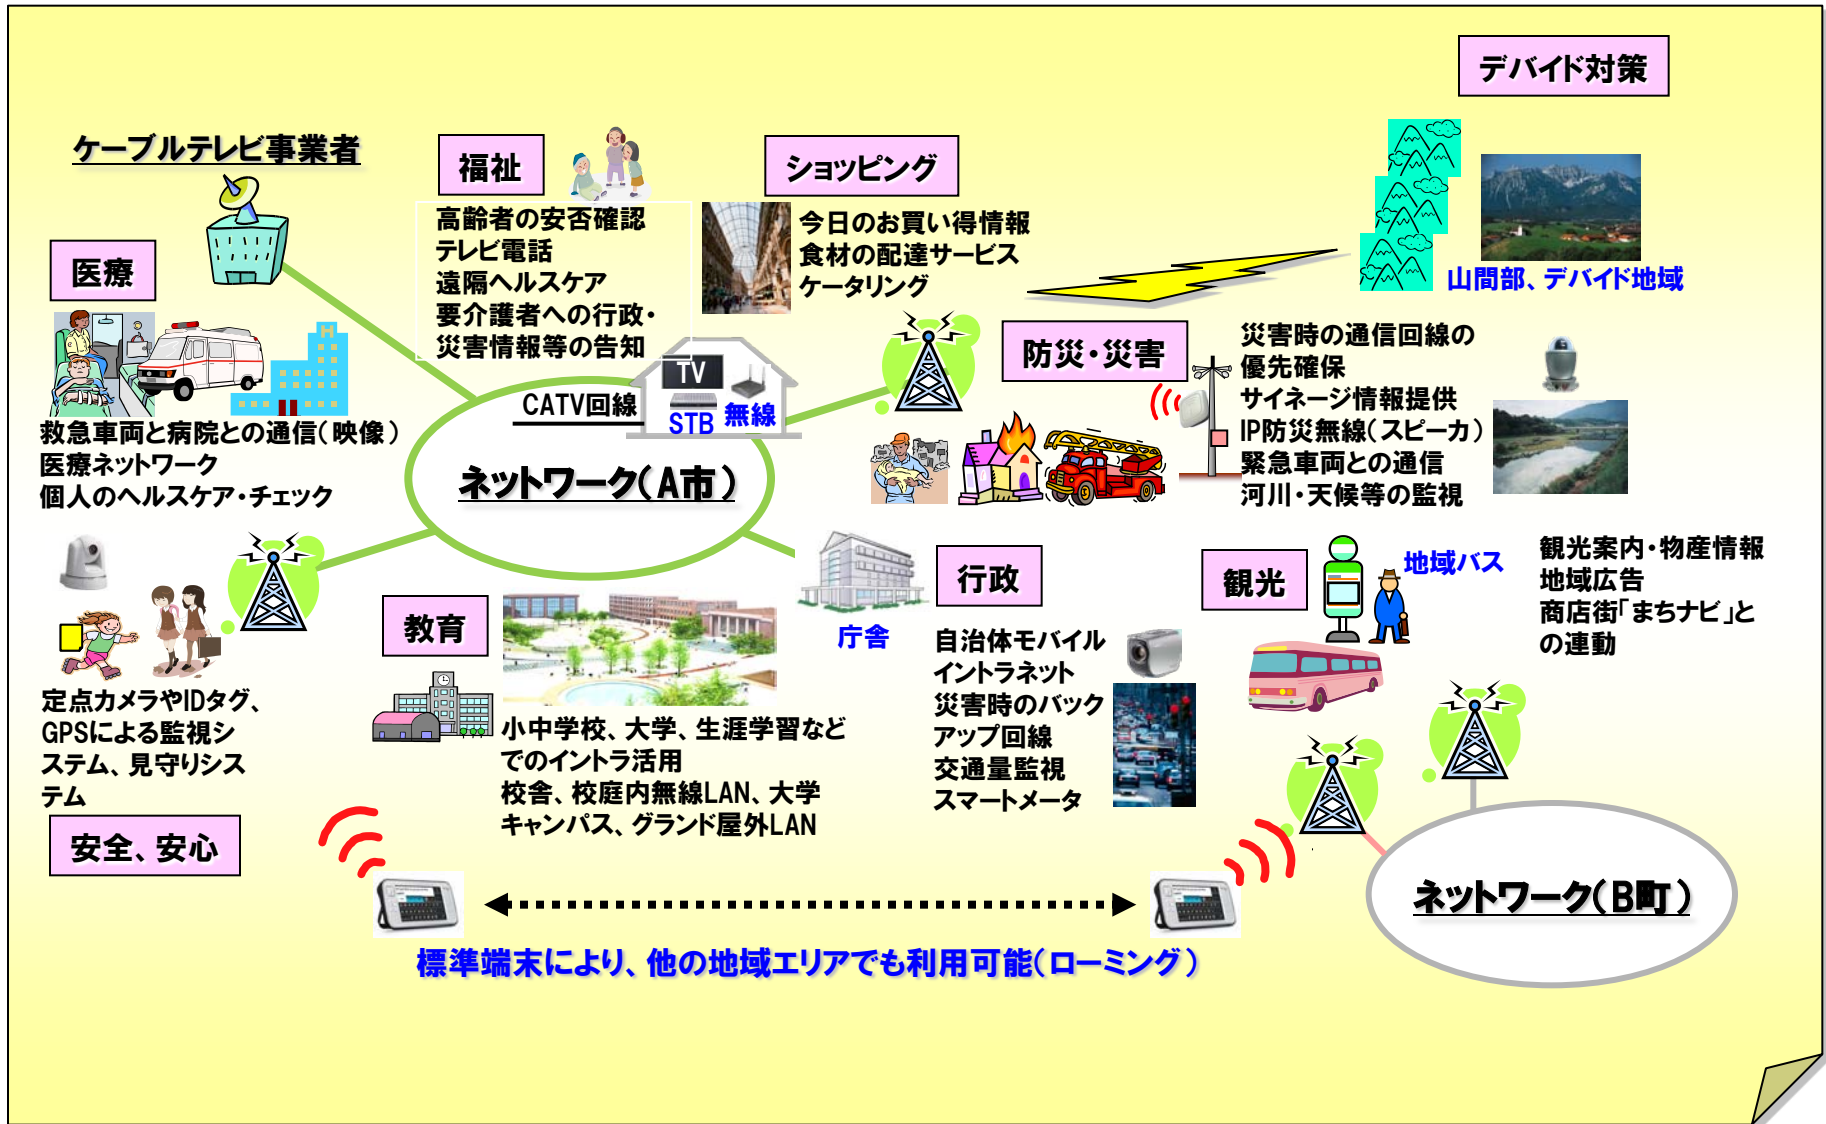 デバイド対策
ケーブルテレビ事業者
福祉
ショッピング
高齢者の安否確認
テレビ電話
遠隔ヘルスケア
要介護者への行政・
災害情報等の告知
今日のお買い得情報
食材の配達サービス
ケータリング
山間部、デバイド地域
医療
H
救急車両と病院との通信(映像)
医療ネットワーク
個人のヘルスケア・チェック
CATV回線
TV
STB
無線
ネットワーク(A市)
防災・災害
災害時の通信回線の
優先確保
サイネージ情報提供
IP防災無線(スピーカ)
緊急車両との通信
河川・天候等の監視
定点カメラやIDタグ、
GPSによる監視シ
ステム、見守りシス
テム
安全、安心
教育
小中学校、大学、生涯学習など
でのイントラ活用
校舎、校庭内無線LAN、大学
キャンパス、グランド屋外LAN
庁舎
行政
自治体モバイル
イントラネット
災害時のバック
アップ回線
交通量監視
スマートメータ
観光
地域バス
観光案内・物産情報
地域広告
商店街「まちナビ」と
の連動
ネットワーク(B町)
標準端末により、他の地域エリアでも利用可能(ローミング)